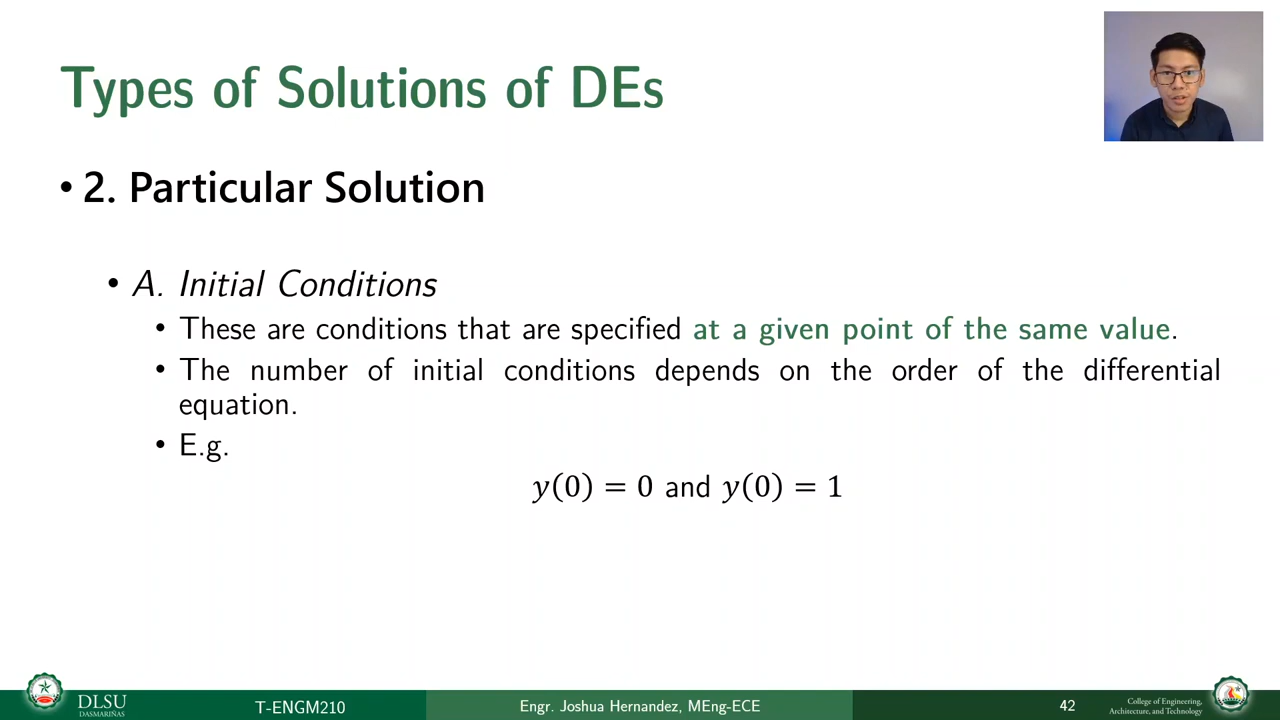 Types of Solutions of DEs
• 2. Particular Solution
• A. Initial Conditions
• These are conditions that are specified at a given point of the same value.
• The number of initial conditions depends on the order of the differential
equation.
• E.g.
y(0) = 0 and y(0) = 1
DLSU
DASMARIÑAS
T-ENGM210
Engr. Joshua Hernandez, MEng-ECE
42
College of Engineering,
Architecture, and Technology